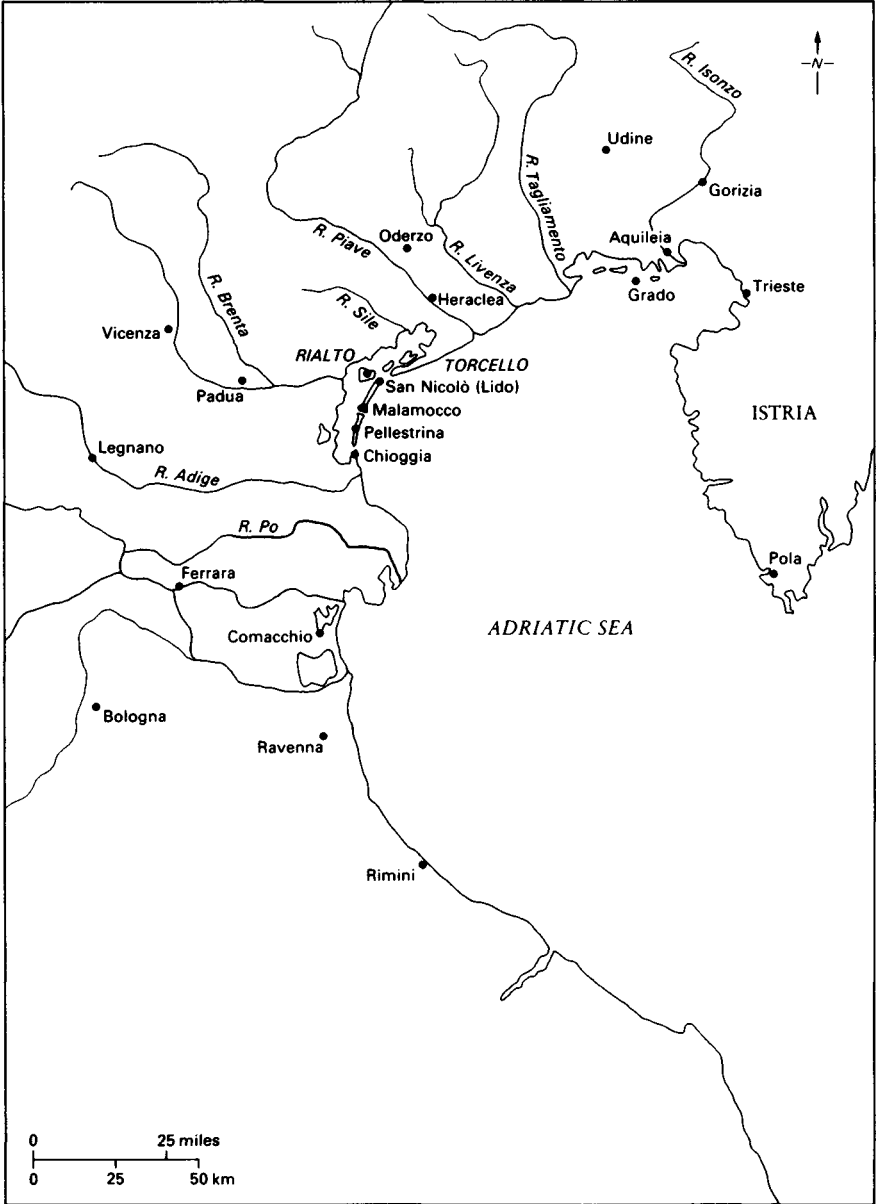 N
R. Isonzo
Udine
R. Tagliamento
Gorizia
Aquileia
Oderzo
R. Piave
R. Livenza
R. Brenta
Heraclea
Grado
Trieste
R. Sile
Vicenza
RIALTO
TORCELLO
Padua
San Nicolò (Lido)
Malamocco
ISTRIA
Pellestrina
Legnano
Chioggia
R. Adige
R. Po
Pola
Ferrara
Comacchio
ADRIATIC SEA
Bologna
Ravenna
Rimini
0 25 miles
0 25 50 km